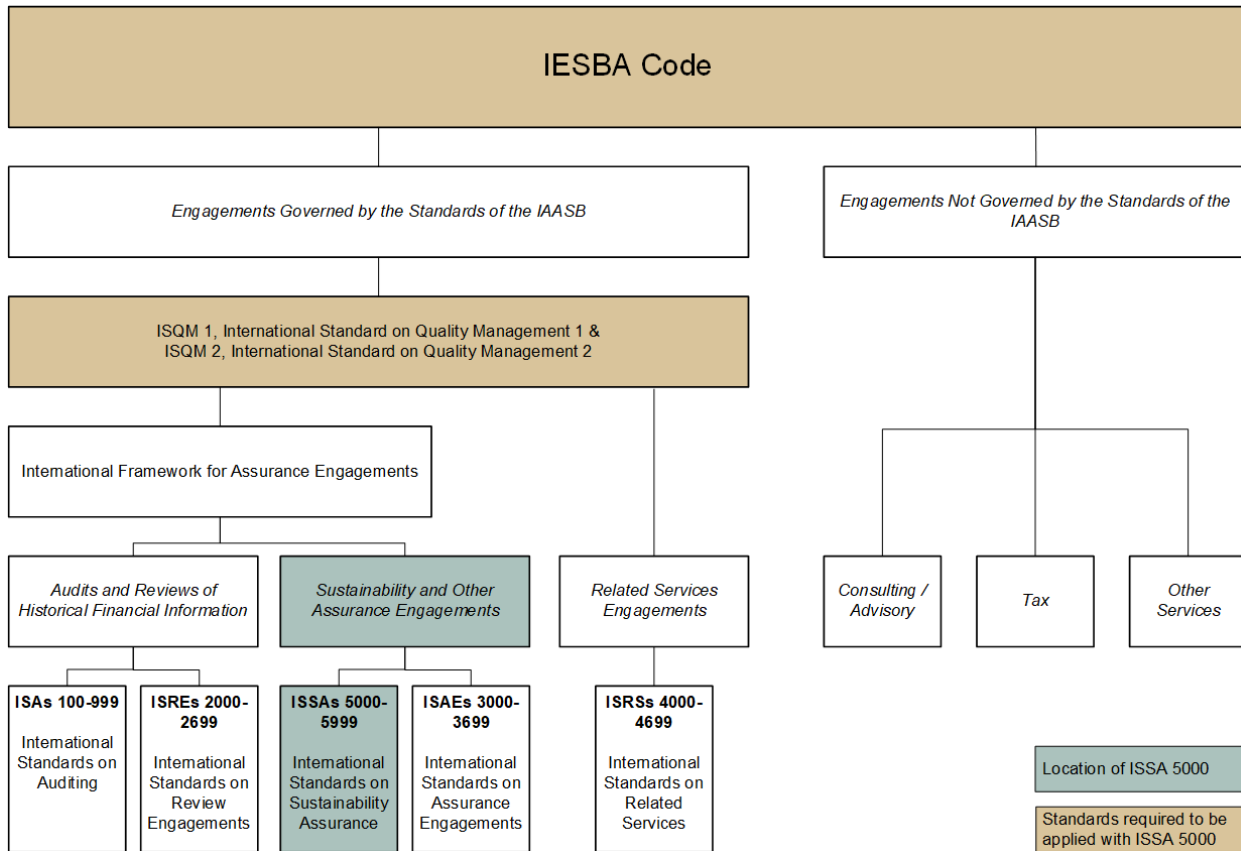 IESBA Code
Engagements Governed by the Standards of the IAASB
Engagements Not Governed by the Standards of the
IAASB
ISQM 1, International Standard on Quality Management 1 &
ISQM 2, International Standard on Quality Management 2
International Framework for Assurance Engagements
Audits and Reviews of
Historical Financial Information
Sustainability and Other
Assurance Engagements
Related Services
Engagements
Consulting /
Advisory
Tax
Other
Services
ISAs 100-999
International
Standards on
Auditing
ISREs 2000-
2699
International
Standards on
Review
Engagements
ISSAs 5000-
5999
International
Standards on
Sustainability
Assurance
ISAEs 3000-
3699
International
Standards on
Assurance
Engagements
ISRSs 4000-
4699
International
Standards on
Related
Services
Location of ISSA 5000
Standards required to be
applied with ISSA 5000